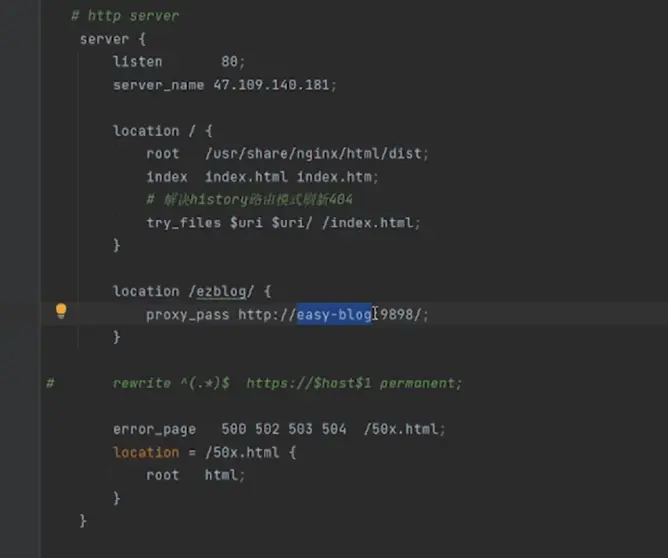 # http server
server {
listen 80;
server_name 47.109.140.181;
location / {
root /usr/share/nginx/html/dist;
index index.html index.htm;
# 解决history路由模式刷新404
try_files $uri $uri/ /index.html;
}
location /ezblog/ {
proxy_pass http://easy-blog:9898/;
}
# rewrite ^(.*)$ https://$host$1 permanent;
error_page 500 502 503 504 /50x.html;
location = /50x.html {
root html;
}
}